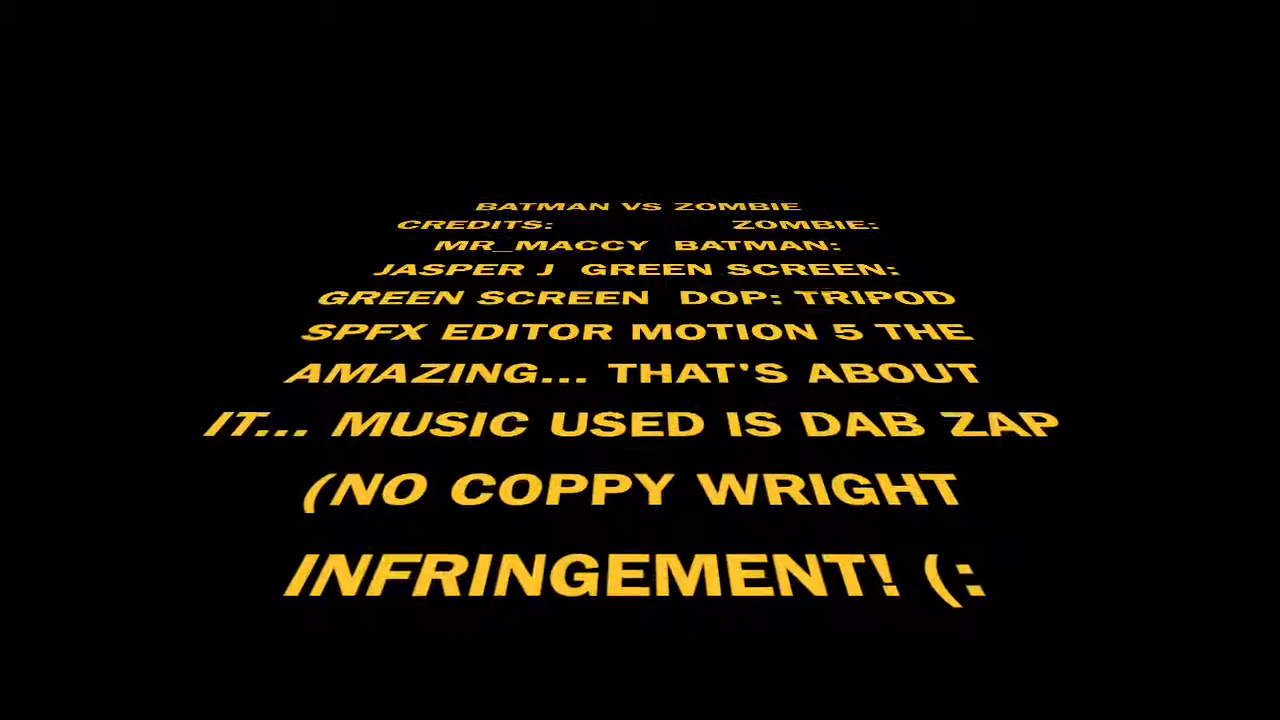 BATMAN VS ZOMBIE
CREDITS: ZOMBIE:
MR_MACCY BATMAN:
JASPER J GREEN SCREEN:
GREEN SCREEN DOP: TRIPOD
SPFX EDITOR MOTION 5 THE
AMAZING... THAT'S ABOUT
IT... MUSIC USED IS DAB ZAP
(NO COPPY WRIGHT
INFRINGEMENT! (: